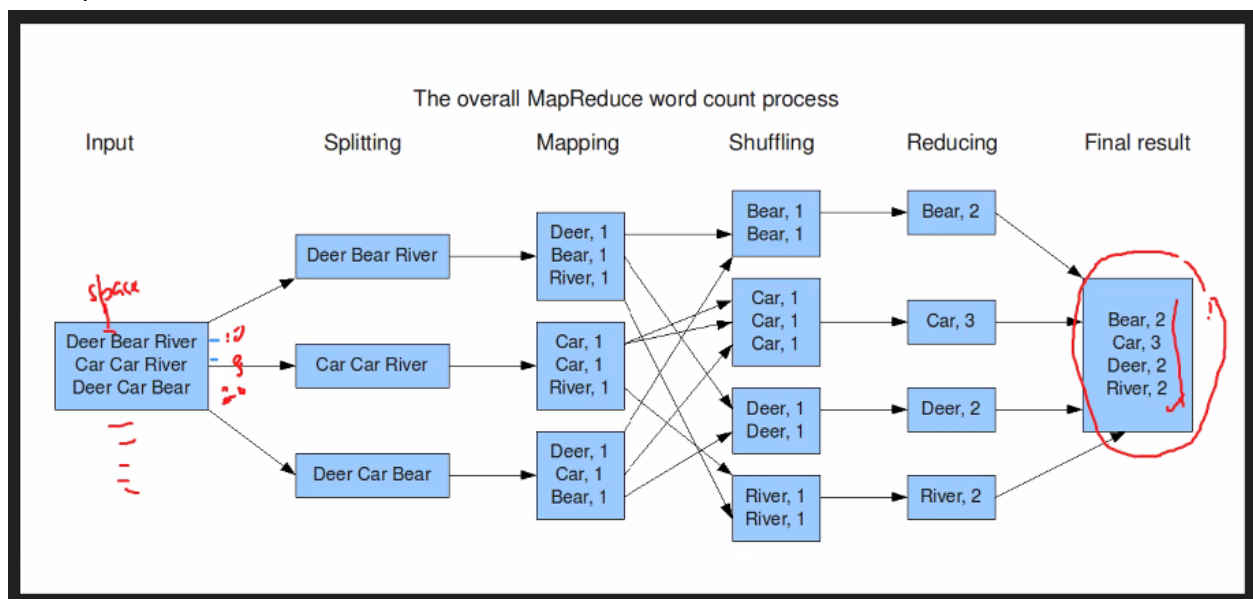 The overall MapReduce word count process
Input
Splitting
Mapping
Shuffling
Reducing
Final result
space
Deer Bear River
Car Car River
Deer Car Bear
Deer Bear River
Car Car River
Deer Car Bear
Deer, 1
Bear, 1
River, 1
Car, 1
Car, 1
River, 1
Deer, 1
Car, 1
Bear, 1
Bear, 1
Bear, 1
Car, 1
Car, 1
Car, 1
Deer, 1
Deer, 1
River, 1
River, 1
Bear, 2
Car, 3
Deer, 2
River, 2
Bear, 2
Car, 3
Deer, 2
River, 2